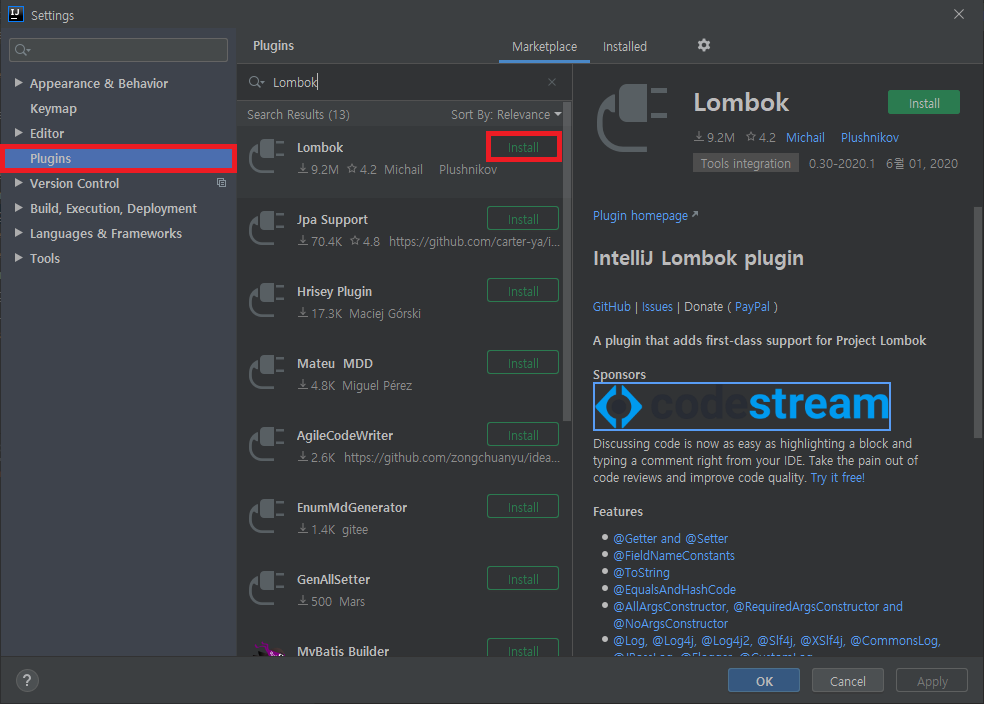 Settings
Appearance & Behavior
Keymap
Editor
Plugins
Version Control
Build, Execution, Deployment
Languages & Frameworks
Tools
Plugins
Marketplace
Installed
Lombok
Search Results (13)
Sort By: Relevance
Lombok
Install
9.2M 4.2 Michail Plushnikov
Jpa Support
Install
70.4K 4.8 https://github.com/carter-ya/i...
Hrisey Plugin
Install
17.3K Maciej Górski
Mateu MDD
Install
4.8K Miguel Pérez
AgileCodeWriter
Install
2.6K https://github.com/zongchuanyu/idea...
EnumMdGenerator
Install
1.4K gitee
GenAllSetter
Install
500 Mars
MyBatis Builder
Install
Lombok
Install
9.2M 4.2 Michail Plushnikov
Tools integration 0.30-2020.1 6월 01, 2020
Plugin homepage ↗
IntelliJ Lombok plugin
GitHub | Issues | Donate ( PayPal )
A plugin that adds first-class support for Project Lombok
Sponsors
codestream
Discussing code is now as easy as highlighting a block and
typing a comment right from your IDE. Take the pain out of
code reviews and improve code quality. Try it free!
Features
@Getter and @Setter
@FieldNameConstants
@ToString
@EqualsAndHashCode
@AllArgsConstructor, @RequiredArgsConstructor and
@NoArgsConstructor
@Log, @Log4j, @Log4j2, @Slf4j, @XSlf4j, @CommonsLog,
@JBossLog, @Flogger, @CustomLog
?
OK
Cancel
Apply